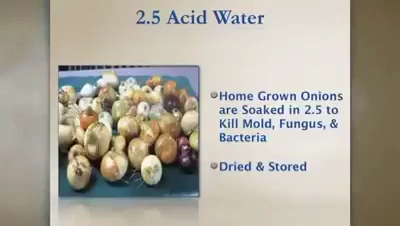 2.5 Acid Water
Home Grown Onions
are Soaked in 2.5 to
Kill Mold, Fungus, &
Bacteria
Dried & Stored